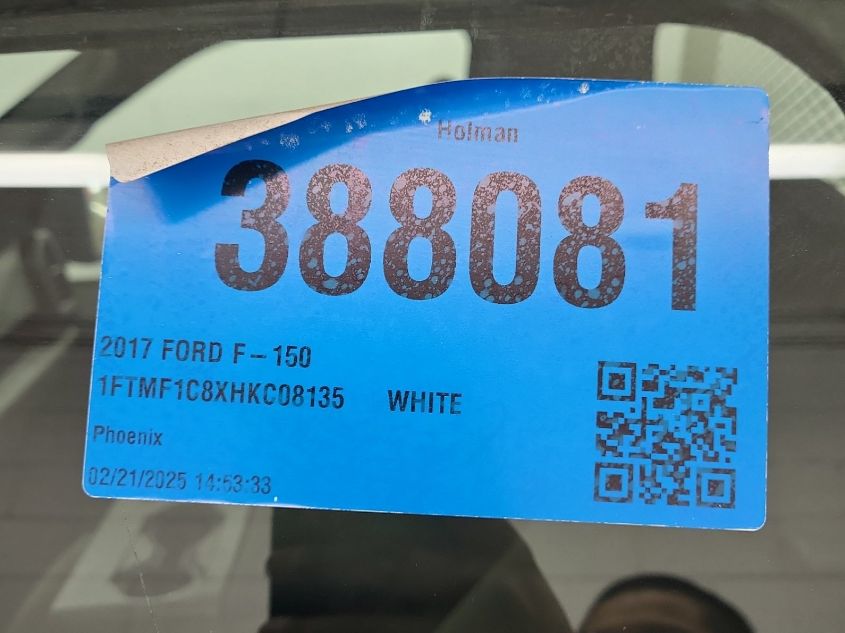 Holman
388081
2017 FORD F-150
1FTMF1C8XHKC08135 WHITE
Phoenix
02/21/2025 14:53:33